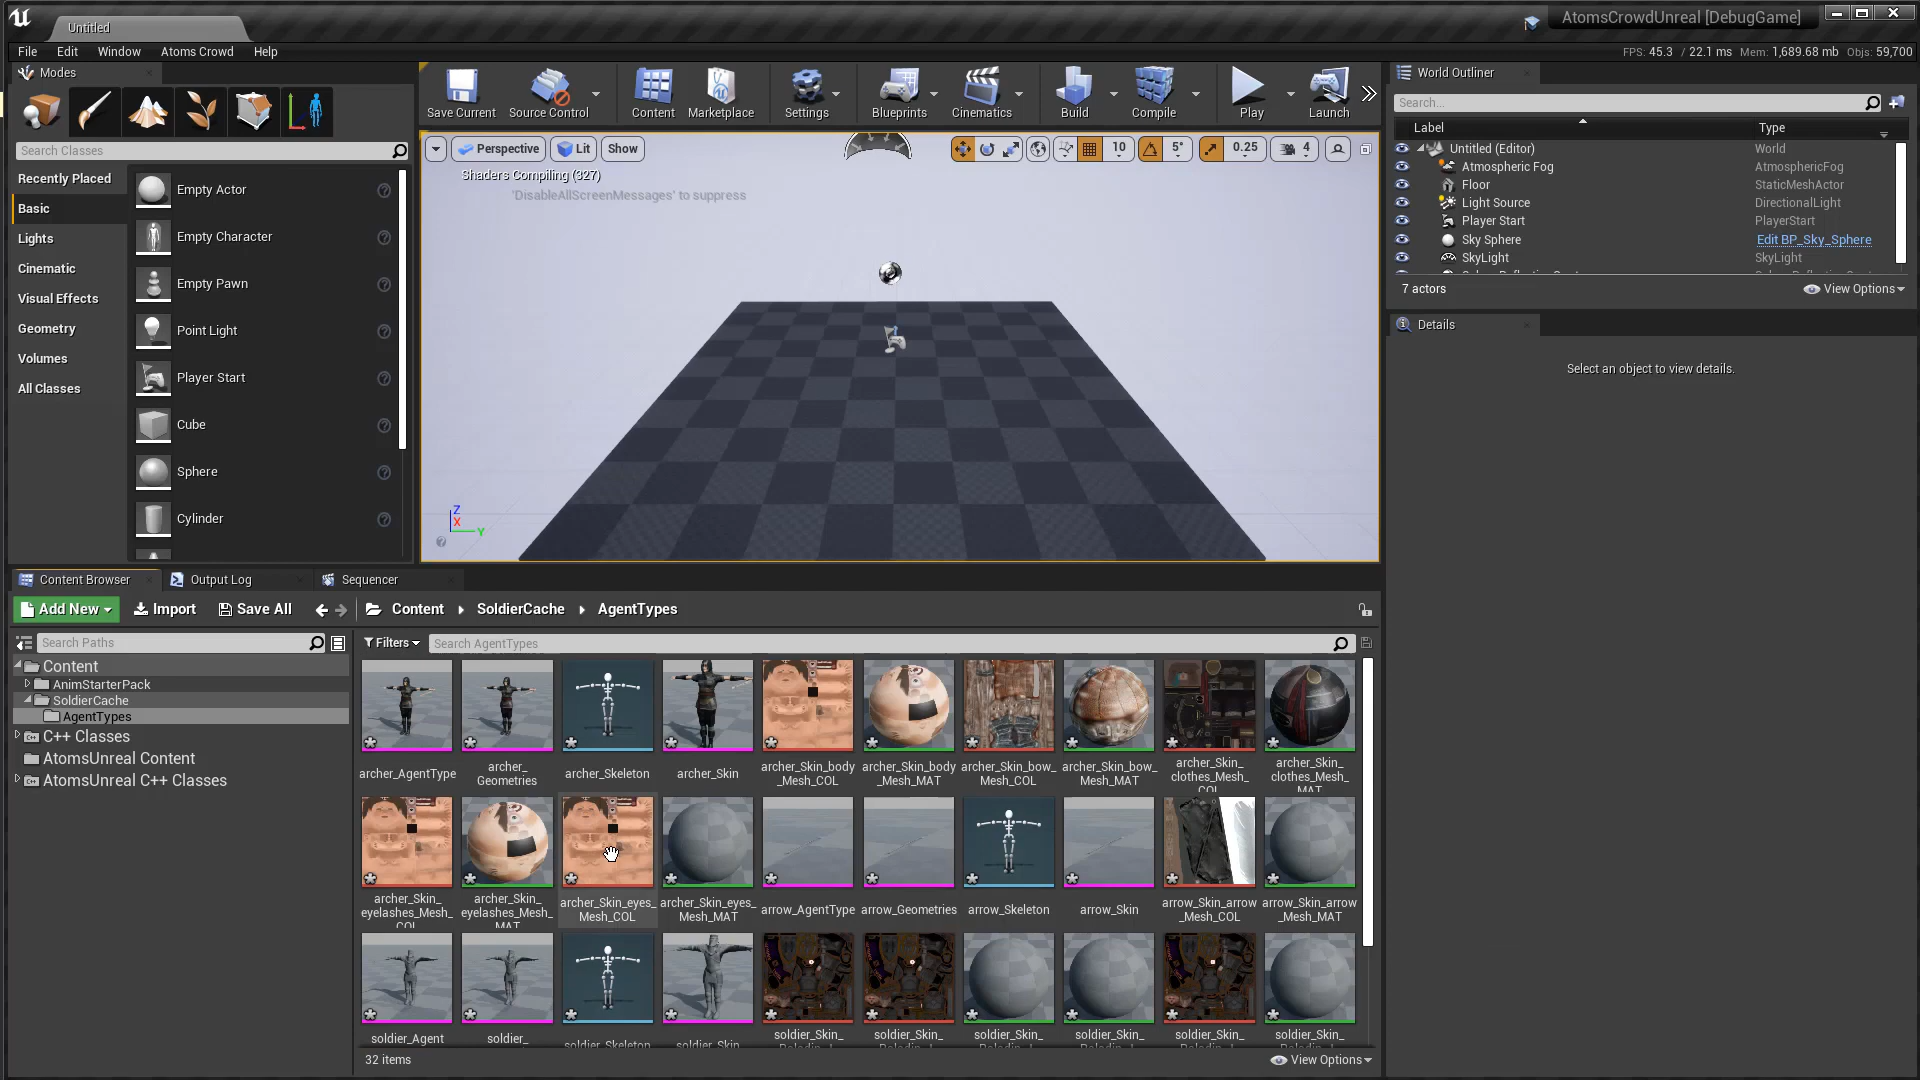 Untitled
AtomsCrowdUnreal [DebugGame]
File Edit Window Atoms Crowd Help
FPS: 45.3 / 22.1 ms Mem: 1,689.68 mb Objs: 59,700
Modes
Search Classes
Recently Placed
Basic
Lights
Cinematic
Visual Effects
Geometry
Volumes
All Classes
Empty Actor
Empty Character
Empty Pawn
Point Light
Player Start
Cube
Sphere
Cylinder
Save Current Source Control Content Marketplace Settings Blueprints Cinematics Build Compile Play Launch
Perspective Lit Show 10 5° 0.25 4
Shaders Compiling (327)
'DisableAllScreenMessages' to suppress
Z
X
Y
World Outliner
Search...
Label Type
Untitled (Editor) World
Atmospheric Fog AtmosphericFog
Floor StaticMeshActor
Light Source DirectionalLight
Player Start PlayerStart
Sky Sphere Edit BP_Sky_Sphere
SkyLight SkyLight
7 actors View Options
Details
Select an object to view details.
Content Browser Output Log Sequencer
Add New Import Save All Content SoldierCache AgentTypes
Search Paths
Content
AnimStarterPack
SoldierCache
AgentTypes
C++ Classes
AtomsUnreal Content
AtomsUnreal C++ Classes
Filters Search AgentTypes
archer_AgentType
archer_
Geometries
archer_Skeleton
archer_Skin
archer_Skin_body
_Mesh_COL
archer_Skin_body
_Mesh_MAT
archer_Skin_bow_
Mesh_COL
archer_Skin_bow_
Mesh_MAT
archer_Skin_
clothes_Mesh_
COL
archer_Skin_
clothes_Mesh_
MAT
archer_Skin_
eyelashes_Mesh_
COL
archer_Skin_
eyelashes_Mesh_
MAT
archer_Skin_eyes_
Mesh_COL
archer_Skin_eyes_
Mesh_MAT
arrow_AgentType
arrow_Geometries
arrow_Skeleton
arrow_Skin
arrow_Skin_arrow
_Mesh_COL
arrow_Skin_arrow
_Mesh_MAT
soldier_Agent
soldier_
soldier_Skeleton
soldier_Skin
soldier_Skin_
soldier_Skin_
soldier_Skin_
soldier_Skin_
soldier_Skin_
soldier_Skin_
32 items View Options